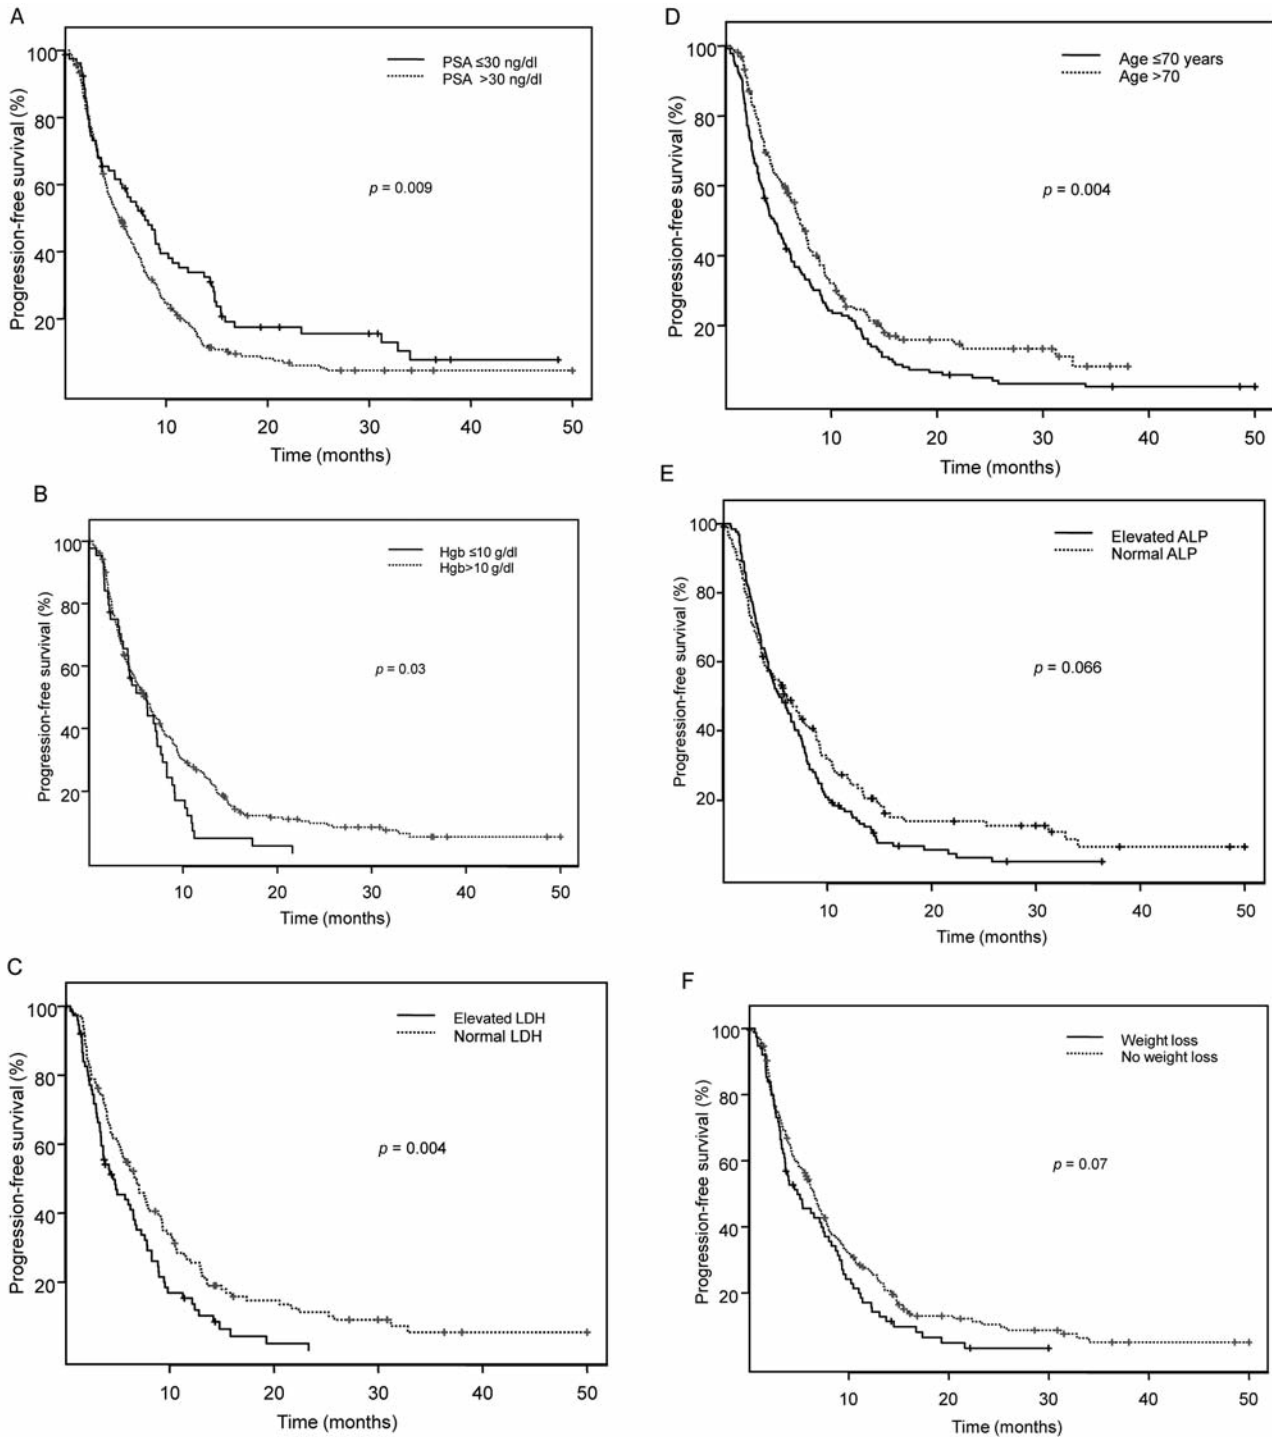 A
PSA ≤30 ng/dl
PSA >30 ng/dl
p = 0.009
Progression-free survival (%)
100
80
60
40
20
10 20 30 40 50
Time (months)
B
Hgb ≤10 g/dl
Hgb>10 g/dl
p = 0.03
Progression-free survival (%)
100
80
60
40
20
10 20 30 40 50
Time (months)
C
Elevated LDH
Normal LDH
p = 0.004
Progression-free survival (%)
100
80
60
40
20
10 20 30 40 50
Time (months)
D
Age ≤70 years
Age >70
p = 0.004
Progression-free survival (%)
100
80
60
40
20
10 20 30 40 50
Time (months)
E
Elevated ALP
Normal ALP
p = 0.066
Progression-free survival (%)
100
80
60
40
20
10 20 30 40 50
Time (months)
F
Weight loss
No weight loss
p = 0.07
Progression-free survival (%)
100
80
60
40
20
10 20 30 40 50
Time (months)